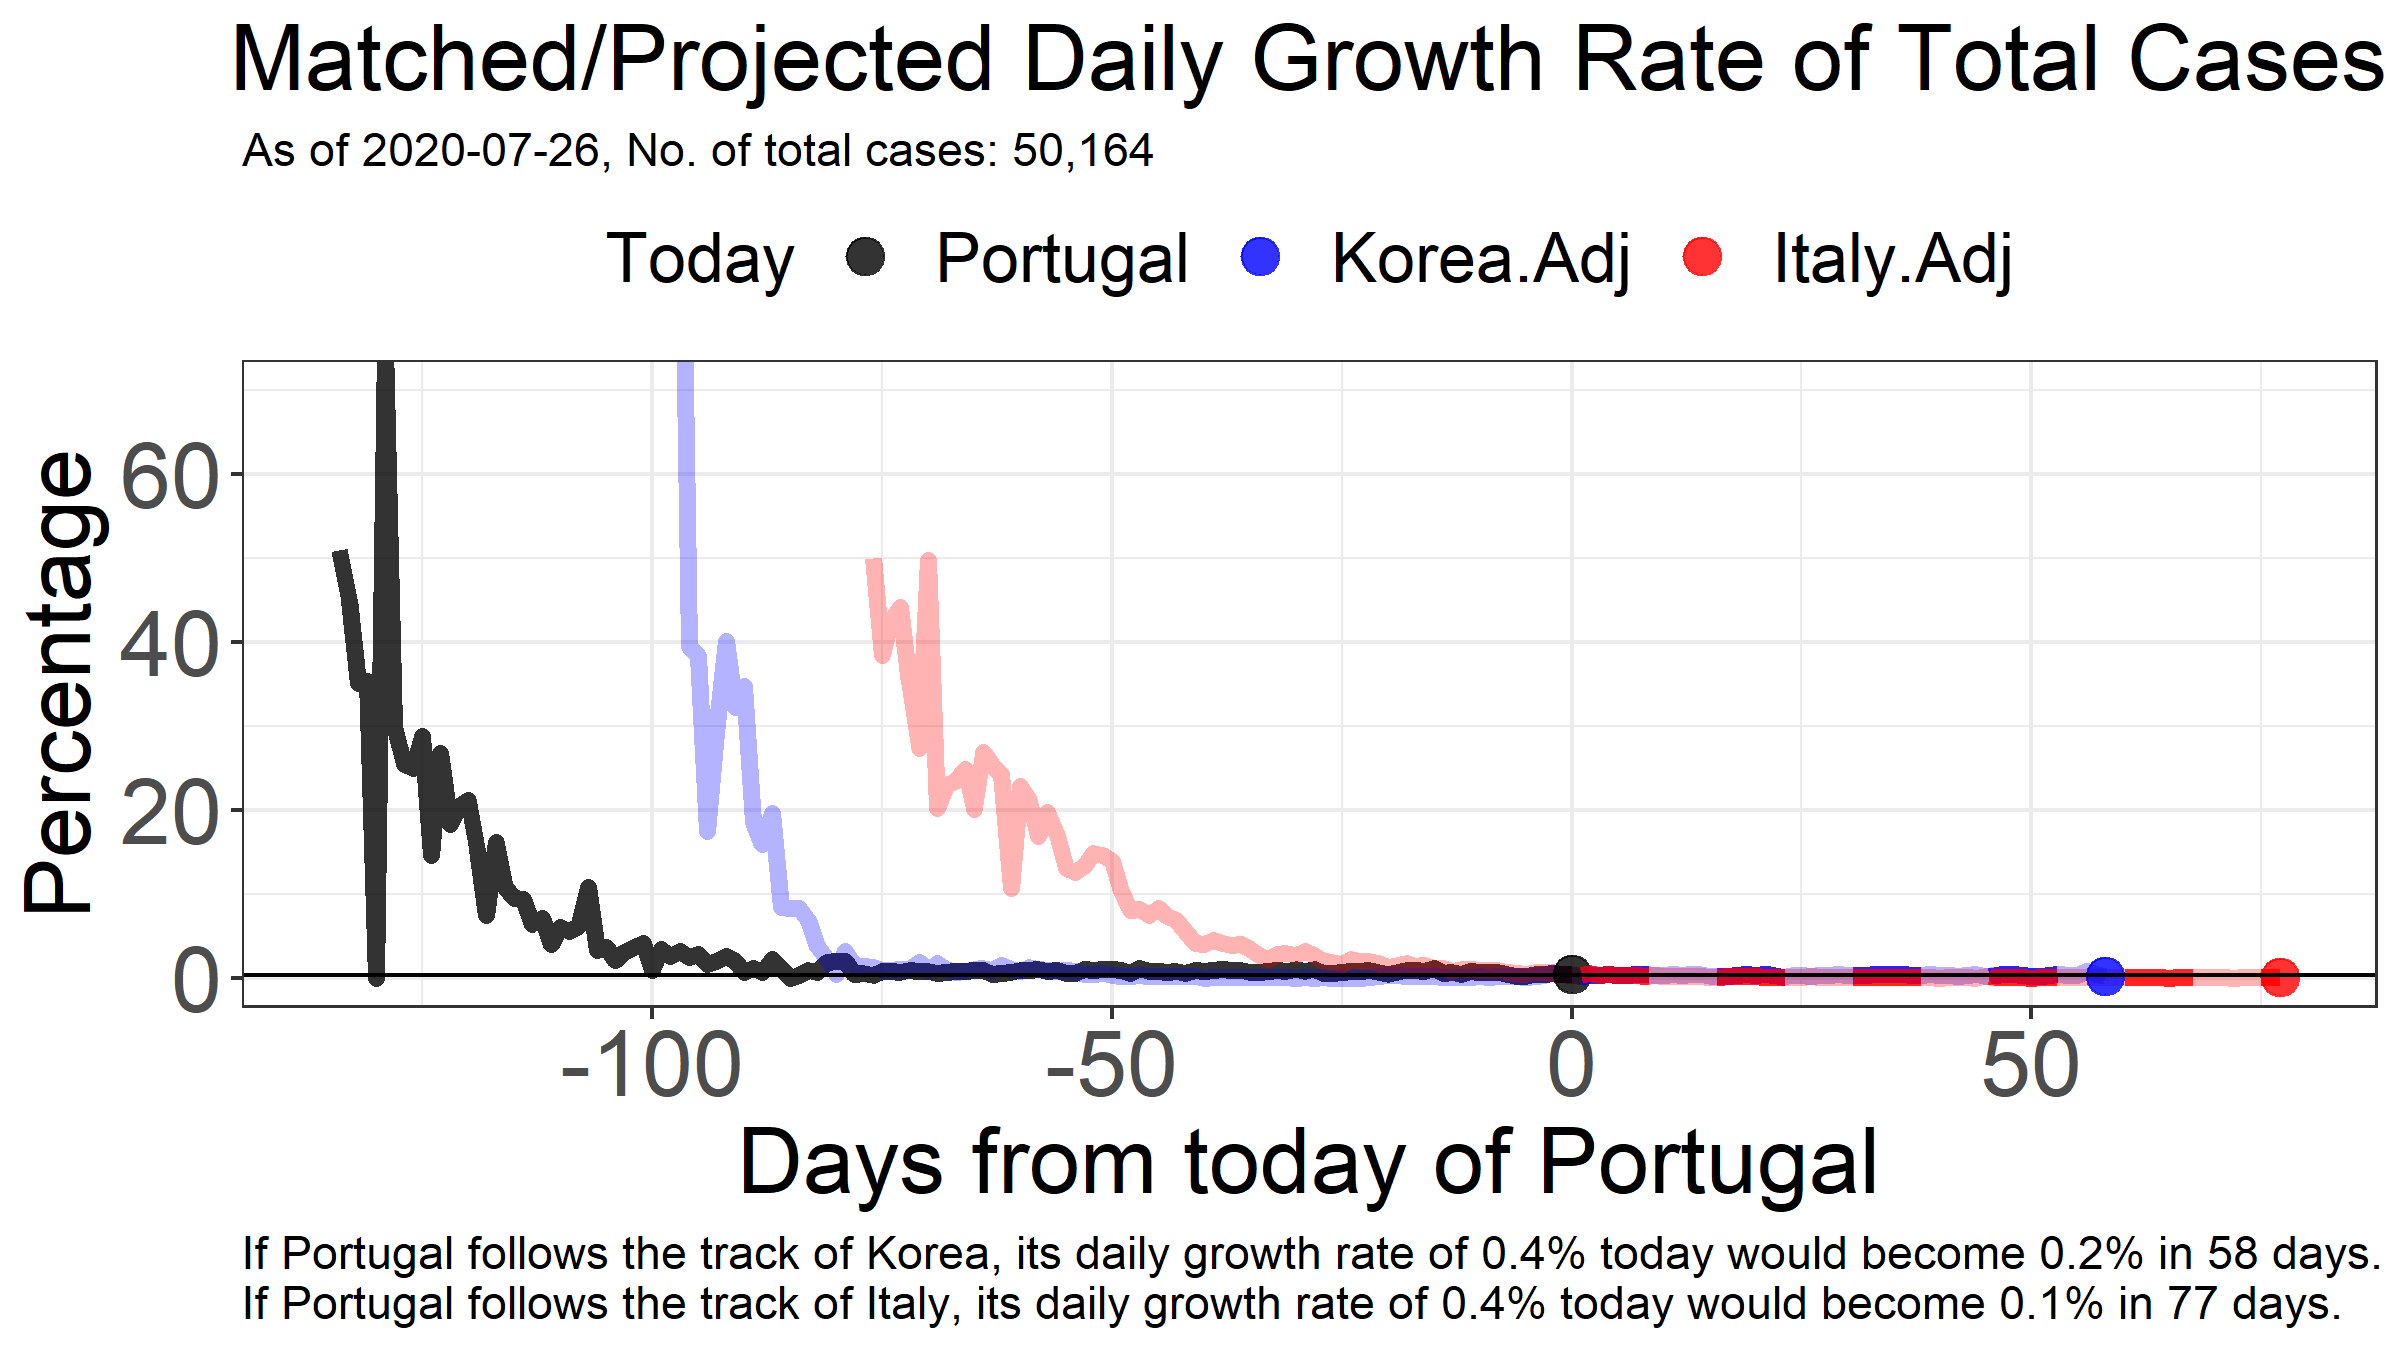 Matched/Projected Daily Growth Rate of Total Cases
As of 2020-07-26, No. of total cases: 50,164
Today Portugal Korea.Adj Italy.Adj
Percentage
60
40
20
0
-100 -50 0 50
Days from today of Portugal
If Portugal follows the track of Korea, its daily growth rate of 0.4% today would become 0.2% in 58 days.
If Portugal follows the track of Italy, its daily growth rate of 0.4% today would become 0.1% in 77 days.